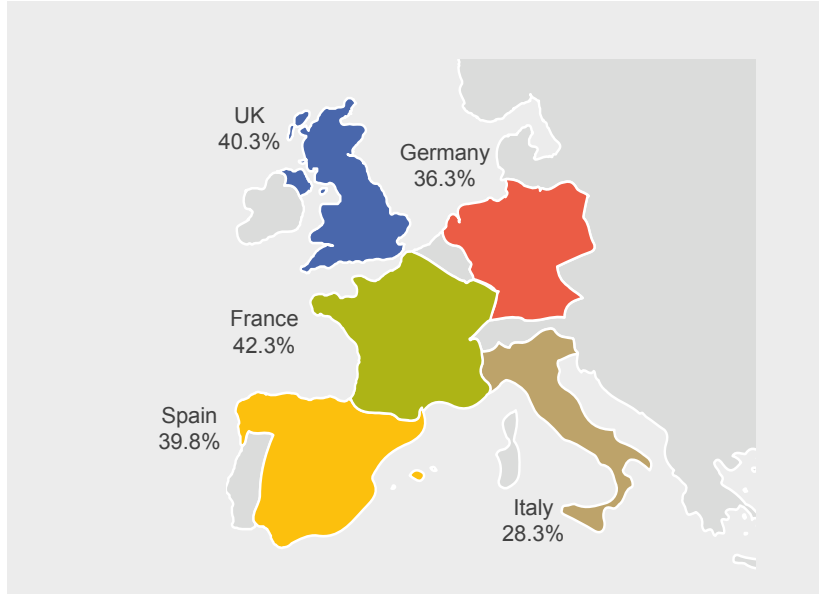 UK
40.3%
Germany
36.3%
France
42.3%
Spain
39.8%
Italy
28.3%